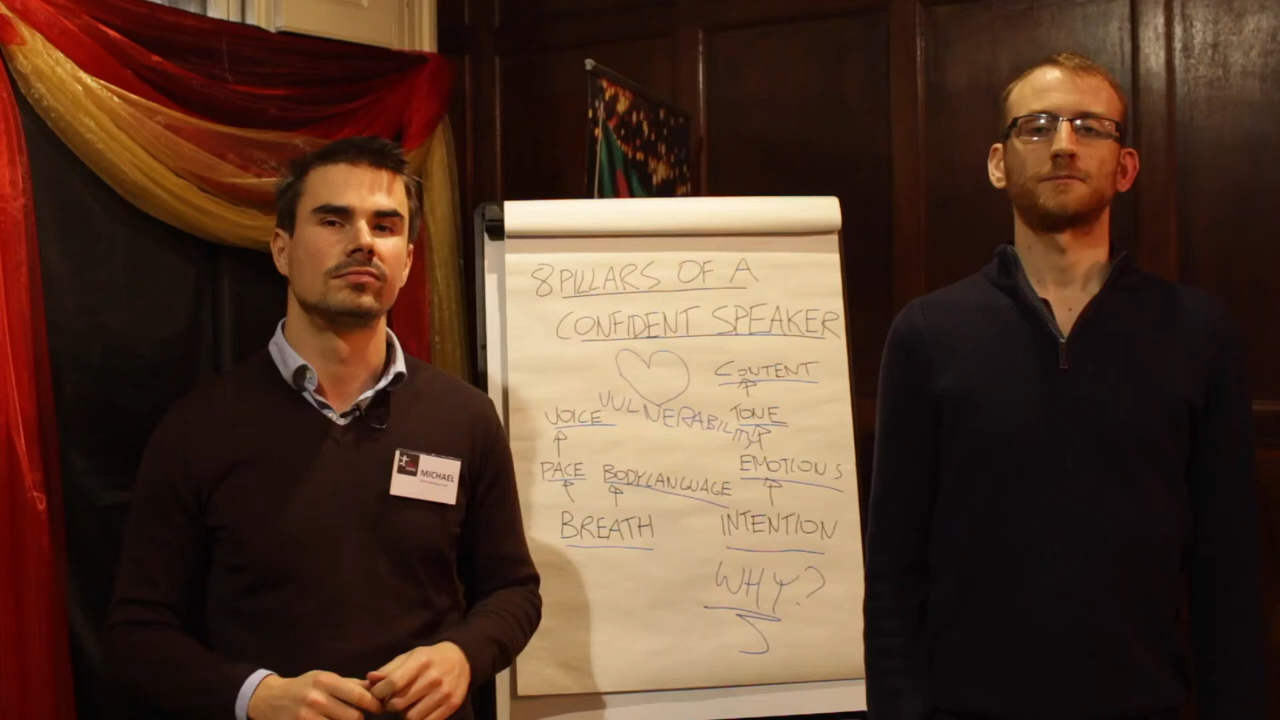 8 PILLARS OF A
CONFIDENT SPEAKER
CONTENT
VOICE
VULNERABILITY
TONE
PACE
BODYLANGUAGE
EMOTIONS
BREATH
INTENTION
WHY?
MICHAEL